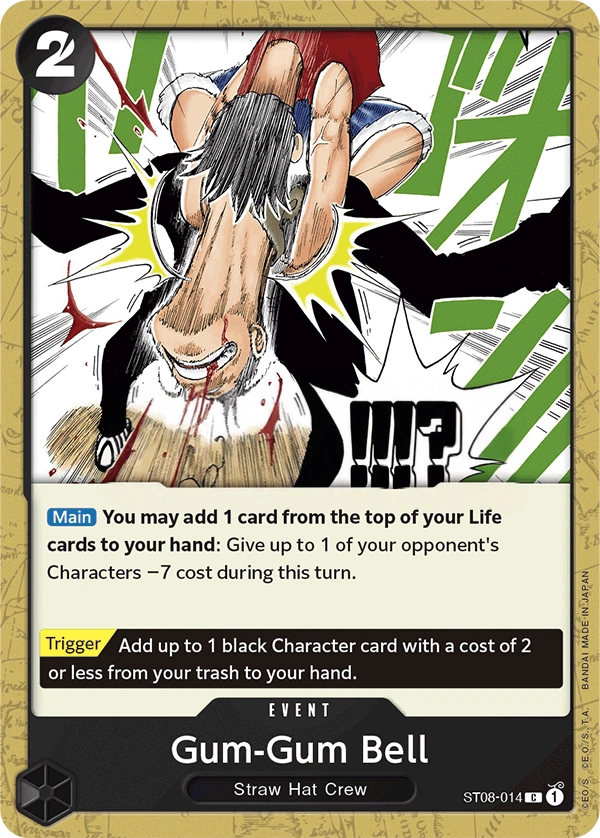 2
ドオ
!!!?
Main You may add 1 card from the top of your Life
cards to your hand: Give up to 1 of your opponent's
Characters −7 cost during this turn.
Trigger Add up to 1 black Character card with a cost of 2
or less from your trash to your hand.
EVENT
Gum-Gum Bell
Straw Hat Crew
ST08-014 C 1
©E.O./S. ©E.O./S.,T.A. BANDAI MADE IN JAPAN